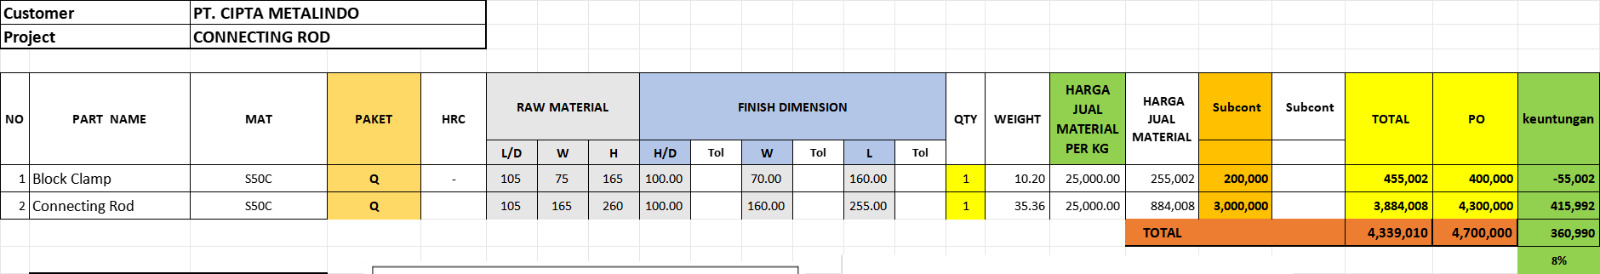 Customer PT. CIPTA METALINDO
Project CONNECTING ROD
NO PART NAME MAT PAKET HRC RAW MATERIAL FINISH DIMENSION QTY WEIGHT HARGA JUAL MATERIAL PER KG HARGA JUAL MATERIAL Subcont Subcont TOTAL PO keuntungan
L/D W H H/D Tol W Tol L Tol
1 Block Clamp S50C Q - 105 75 165 100.00 70.00 160.00 1 10.20 25,000.00 255,002 200,000 455,002 400,000 -55,002
2 Connecting Rod S50C Q 105 165 260 100.00 160.00 255.00 1 35.36 25,000.00 884,008 3,000,000 3,884,008 4,300,000 415,992
TOTAL 4,339,010 4,700,000 360,990
8%